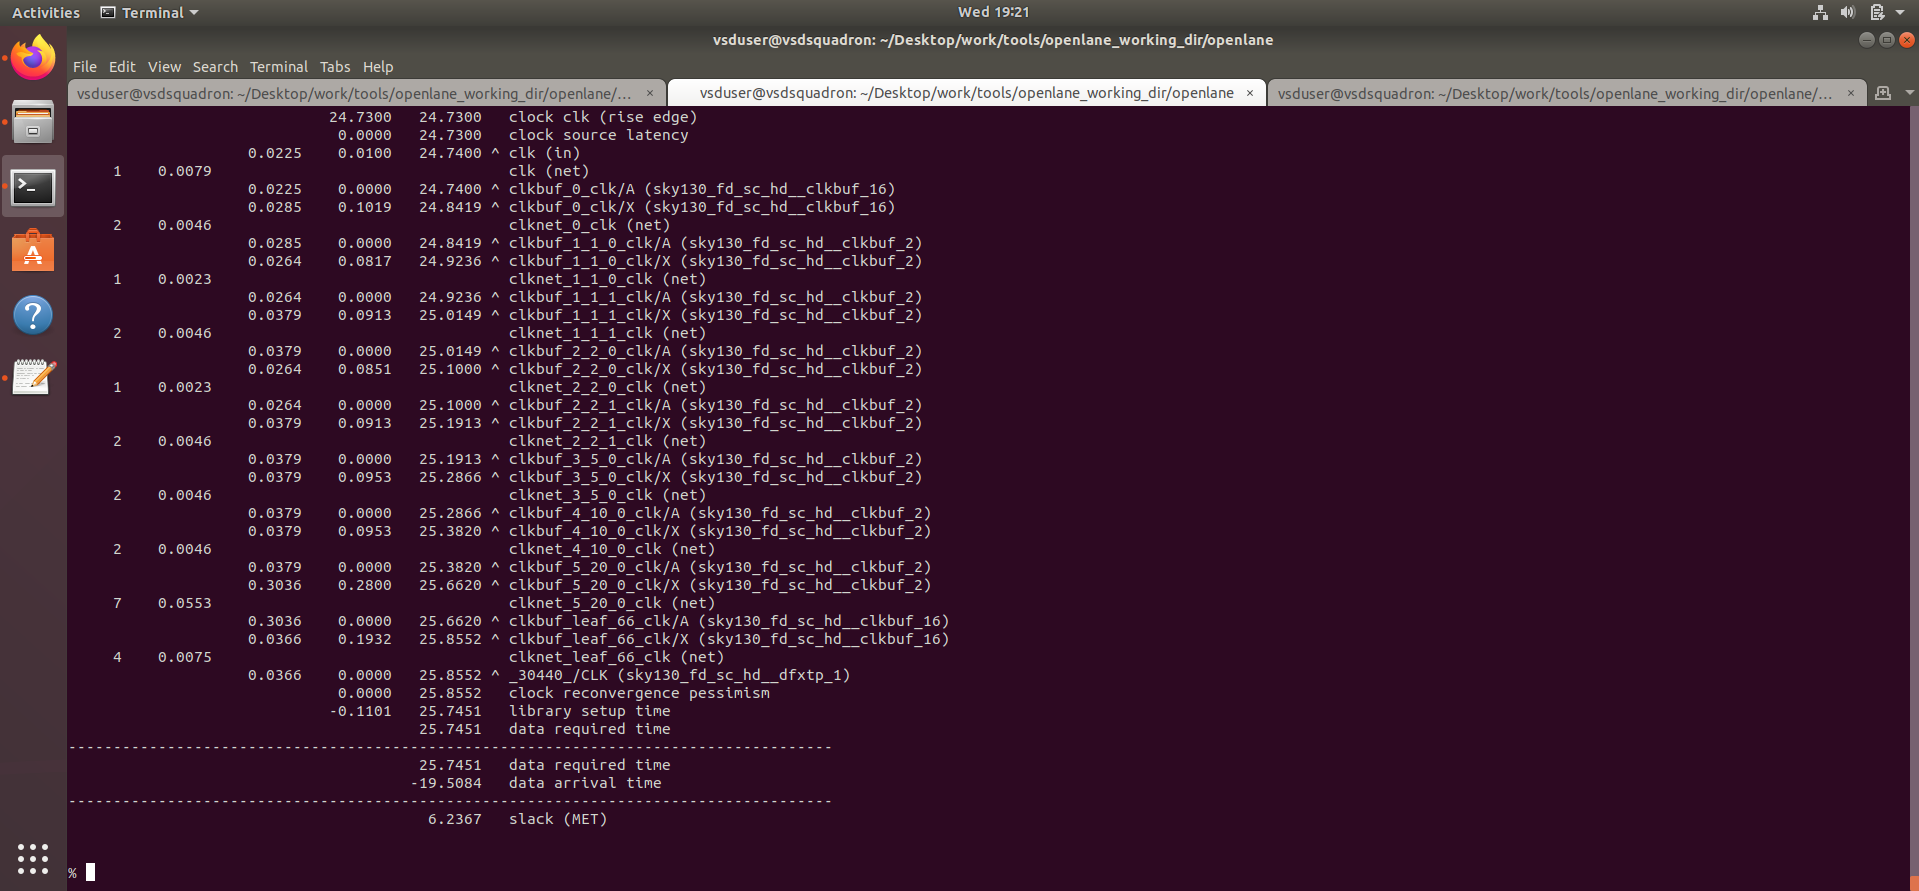 Activities
Terminal
Wed 19:21
vsduser@vsdsquadron: ~/Desktop/work/tools/openlane_working_dir/openlane
File Edit View Search Terminal Tabs Help
vsduser@vsdsquadron: ~/Desktop/work/tools/openlane_working_dir/openlane/… ×
vsduser@vsdsquadron: ~/Desktop/work/tools/openlane_working_dir/openlane ×
vsduser@vsdsquadron: ~/Desktop/work/tools/openlane_working_dir/openlane/… ×
24.7300 24.7300 clock clk (rise edge)
0.0000 24.7300 clock source latency
0.0225 0.0100 24.7400 ^ clk (in)
1 0.0079 clk (net)
0.0225 0.0000 24.7400 ^ clkbuf_0_clk/A (sky130_fd_sc_hd__clkbuf_16)
0.0285 0.1019 24.8419 ^ clkbuf_0_clk/X (sky130_fd_sc_hd__clkbuf_16)
2 0.0046 clknet_0_clk (net)
0.0285 0.0000 24.8419 ^ clkbuf_1_1_0_clk/A (sky130_fd_sc_hd__clkbuf_2)
0.0264 0.0817 24.9236 ^ clkbuf_1_1_0_clk/X (sky130_fd_sc_hd__clkbuf_2)
1 0.0023 clknet_1_1_0_clk (net)
0.0264 0.0000 24.9236 ^ clkbuf_1_1_1_clk/A (sky130_fd_sc_hd__clkbuf_2)
0.0379 0.0913 25.0149 ^ clkbuf_1_1_1_clk/X (sky130_fd_sc_hd__clkbuf_2)
2 0.0046 clknet_1_1_1_clk (net)
0.0379 0.0000 25.0149 ^ clkbuf_2_2_0_clk/A (sky130_fd_sc_hd__clkbuf_2)
0.0264 0.0851 25.1000 ^ clkbuf_2_2_0_clk/X (sky130_fd_sc_hd__clkbuf_2)
1 0.0023 clknet_2_2_0_clk (net)
0.0264 0.0000 25.1000 ^ clkbuf_2_2_1_clk/A (sky130_fd_sc_hd__clkbuf_2)
0.0379 0.0913 25.1913 ^ clkbuf_2_2_1_clk/X (sky130_fd_sc_hd__clkbuf_2)
2 0.0046 clknet_2_2_1_clk (net)
0.0379 0.0000 25.1913 ^ clkbuf_3_5_0_clk/A (sky130_fd_sc_hd__clkbuf_2)
0.0379 0.0953 25.2866 ^ clkbuf_3_5_0_clk/X (sky130_fd_sc_hd__clkbuf_2)
2 0.0046 clknet_3_5_0_clk (net)
0.0379 0.0000 25.2866 ^ clkbuf_4_10_0_clk/A (sky130_fd_sc_hd__clkbuf_2)
0.0379 0.0953 25.3820 ^ clkbuf_4_10_0_clk/X (sky130_fd_sc_hd__clkbuf_2)
2 0.0046 clknet_4_10_0_clk (net)
0.0379 0.0000 25.3820 ^ clkbuf_5_20_0_clk/A (sky130_fd_sc_hd__clkbuf_2)
0.3036 0.2800 25.6620 ^ clkbuf_5_20_0_clk/X (sky130_fd_sc_hd__clkbuf_2)
7 0.0553 clknet_5_20_0_clk (net)
0.3036 0.0000 25.6620 ^ clkbuf_leaf_66_clk/A (sky130_fd_sc_hd__clkbuf_16)
0.0366 0.1932 25.8552 ^ clkbuf_leaf_66_clk/X (sky130_fd_sc_hd__clkbuf_16)
4 0.0075 clknet_leaf_66_clk (net)
0.0366 0.0000 25.8552 ^ _30440_/CLK (sky130_fd_sc_hd__dfxtp_1)
0.0000 25.8552 clock reconvergence pessimism
-0.1101 25.7451 library setup time
25.7451 data required time
-------------------------------------------------------------------------------------
25.7451 data required time
-19.5084 data arrival time
-------------------------------------------------------------------------------------
6.2367 slack (MET)
%